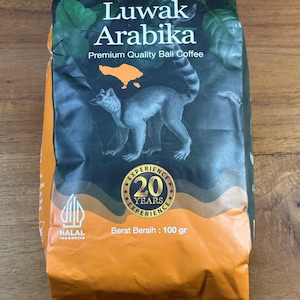 Luwak
Arabika
Premium Quality Bali Coffee
EXPERIENCE
20
YEARS
EXPERIENCE
HALAL
INDONESIA
Berat Bersih : 100 gr